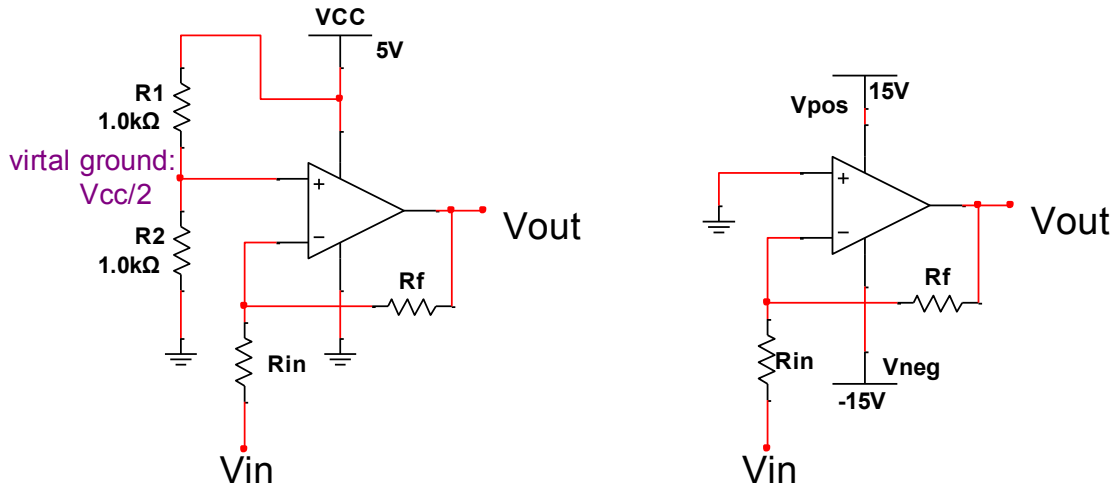 VCC
5V
R1
1.0kΩ
virtal ground:
Vcc/2
R2
1.0kΩ
+
−
Vout
Rf
Rin
Vin
15V
Vpos
+
−
Vout
Rf
Rin
Vneg
-15V
Vin